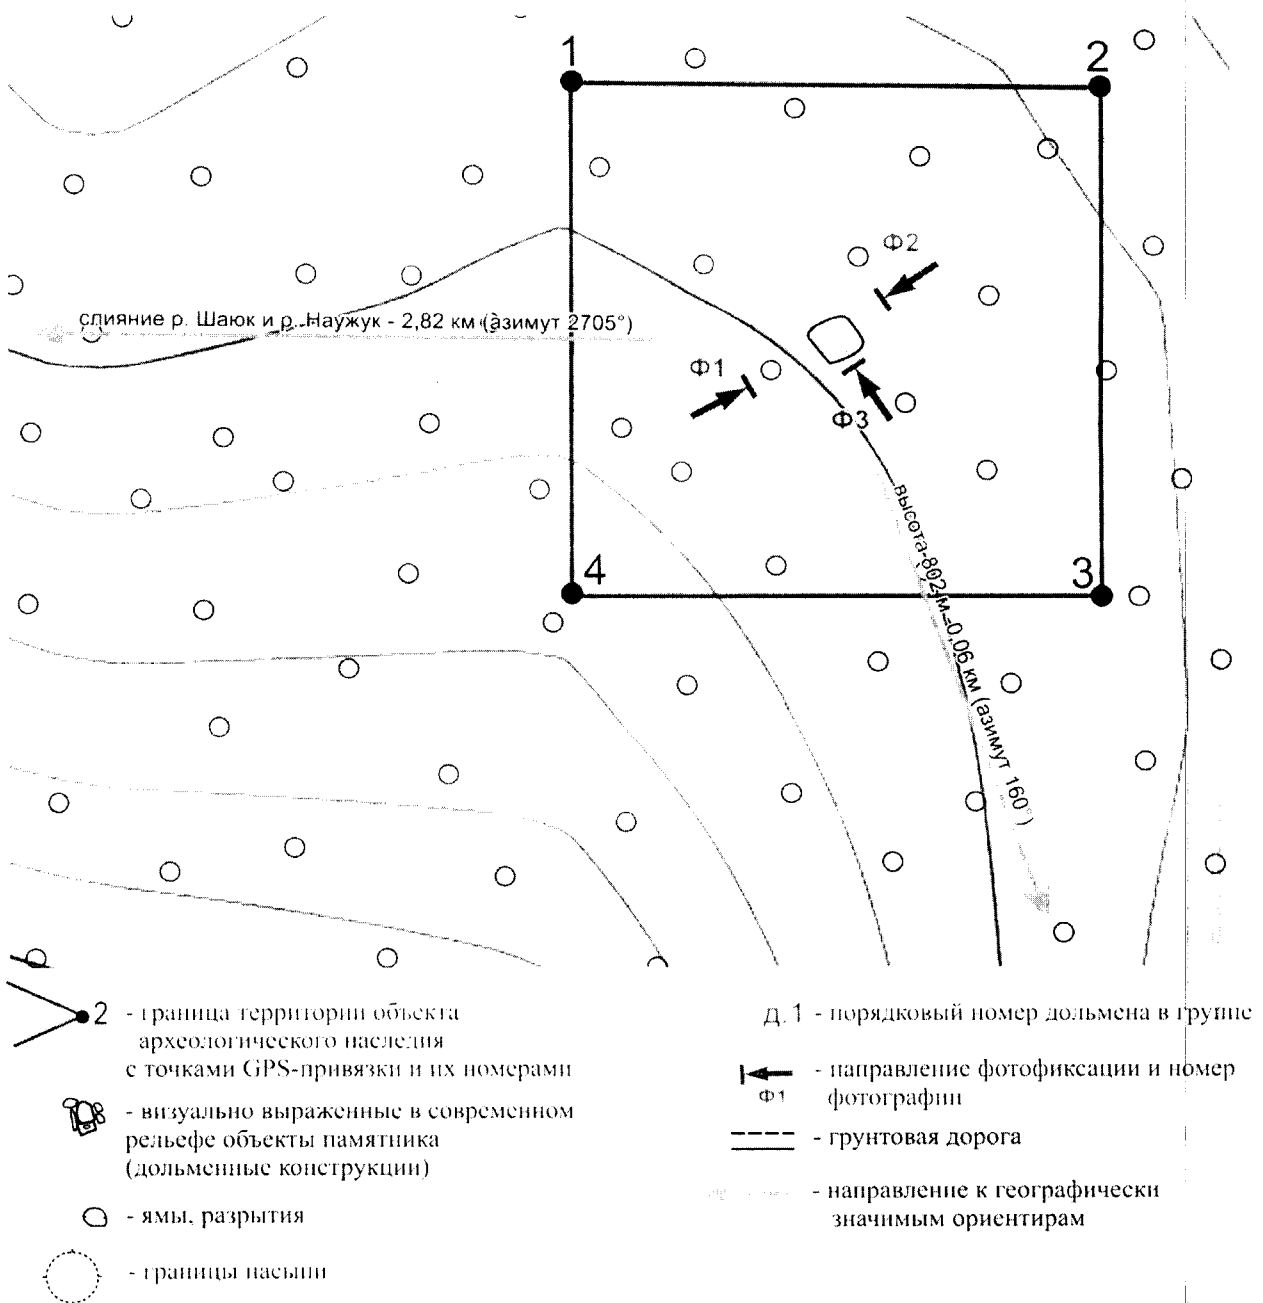 1
2
Ф2
слияние р. Шаюк и р. Наужук - 2,82 км (азимут 2705°)
Ф1
Ф3
высота 802 м - 0,06 км (азимут 160°)
4
3
2 - граница территории объекта
археологического наследия
с точками GPS-привязки и их номерами
- визуально выраженные в современном
рельефе объекты памятника
(дольменные конструкции)
- ямы, разрытия
- границы насыпи
д.1 - порядковый номер дольмена в группе
- направление фотофиксации и номер
Ф1 фотографии
- грунтовая дорога
- направление к географически
значимым ориентирам